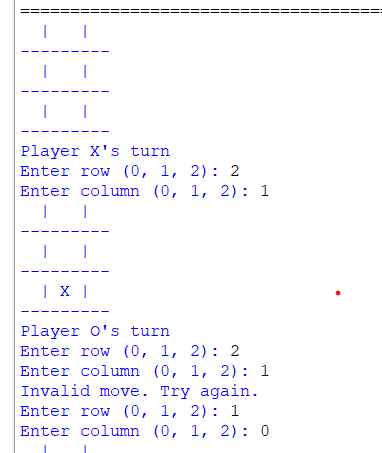 =====================================
  |   |
---------
  |   |
---------
  |   |
---------
Player X's turn
Enter row (0, 1, 2): 2
Enter column (0, 1, 2): 1
  |   |
---------
  |   |
---------
  | X |
---------
Player O's turn
Enter row (0, 1, 2): 2
Enter column (0, 1, 2): 1
Invalid move. Try again.
Enter row (0, 1, 2): 1
Enter column (0, 1, 2): 0
  |   |